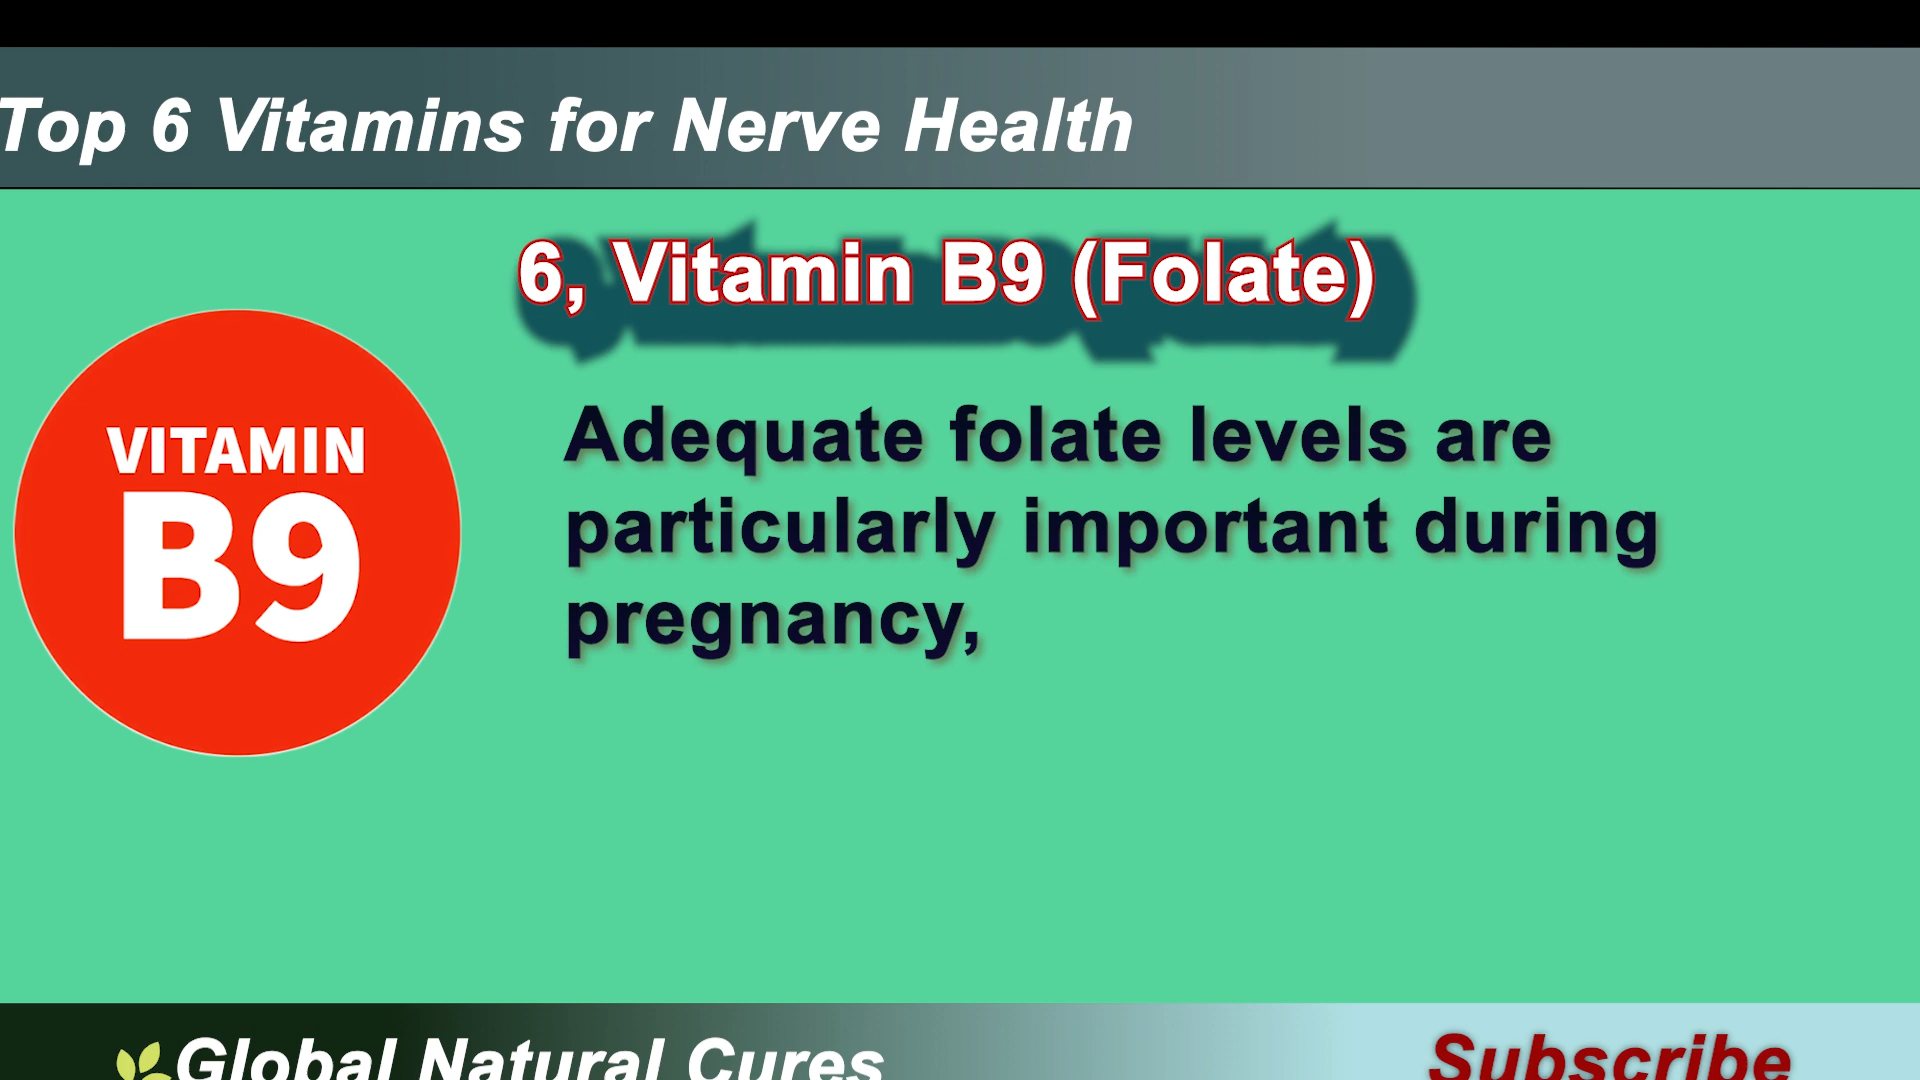 Top 6 Vitamins for Nerve Health
6, Vitamin B9 (Folate)
VITAMIN
B9
Adequate folate levels are
particularly important during
pregnancy,
Global Natural Cures
Subscribe